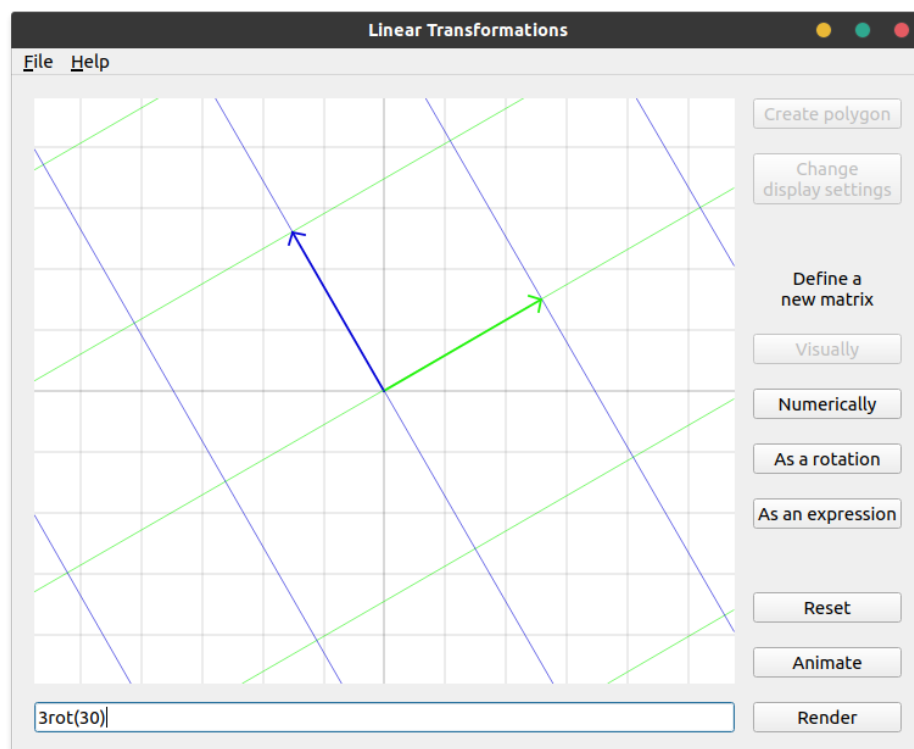 Linear Transformations
File Help
Create polygon
Change
display settings
Define a
new matrix
Visually
Numerically
As a rotation
As an expression
Reset
Animate
3rot(30)
Render